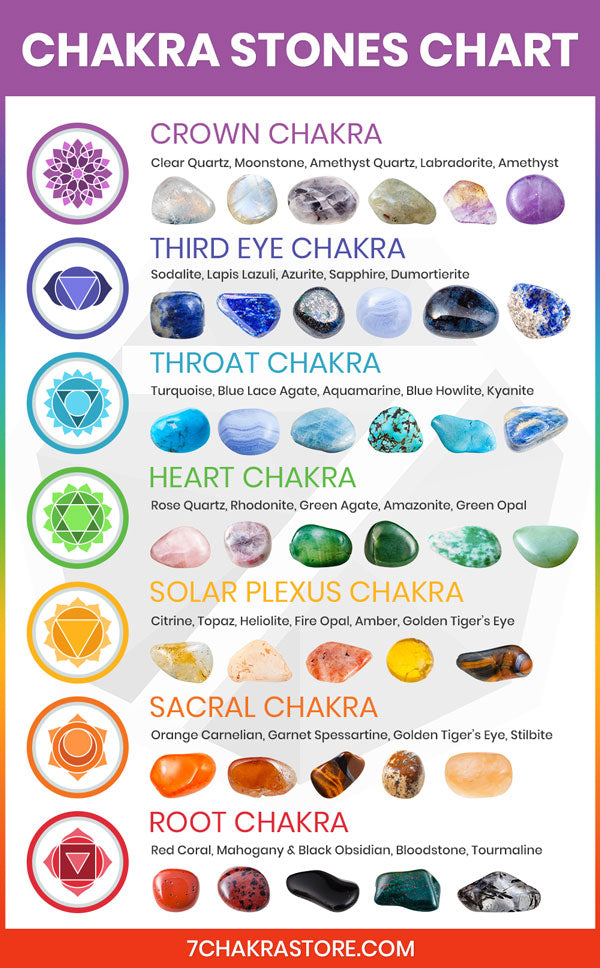 CHAKRA STONES CHART
CROWN CHAKRA
Clear Quartz, Moonstone, Amethyst Quartz, Labradorite, Amethyst
THIRD EYE CHAKRA
Sodalite, Lapis Lazuli, Azurite, Sapphire, Dumortierite
THROAT CHAKRA
Turquoise, Blue Lace Agate, Aquamarine, Blue Howlite, Kyanite
HEART CHAKRA
Rose Quartz, Rhodonite, Green Agate, Amazonite, Green Opal
SOLAR PLEXUS CHAKRA
Citrine, Topaz, Heliolite, Fire Opal, Amber, Golden Tiger's Eye
SACRAL CHAKRA
Orange Carnelian, Garnet Spessartine, Golden Tiger's Eye, Stilbite
ROOT CHAKRA
Red Coral, Mahogany & Black Obsidian, Bloodstone, Tourmaline
7CHAKRASTORE.COM